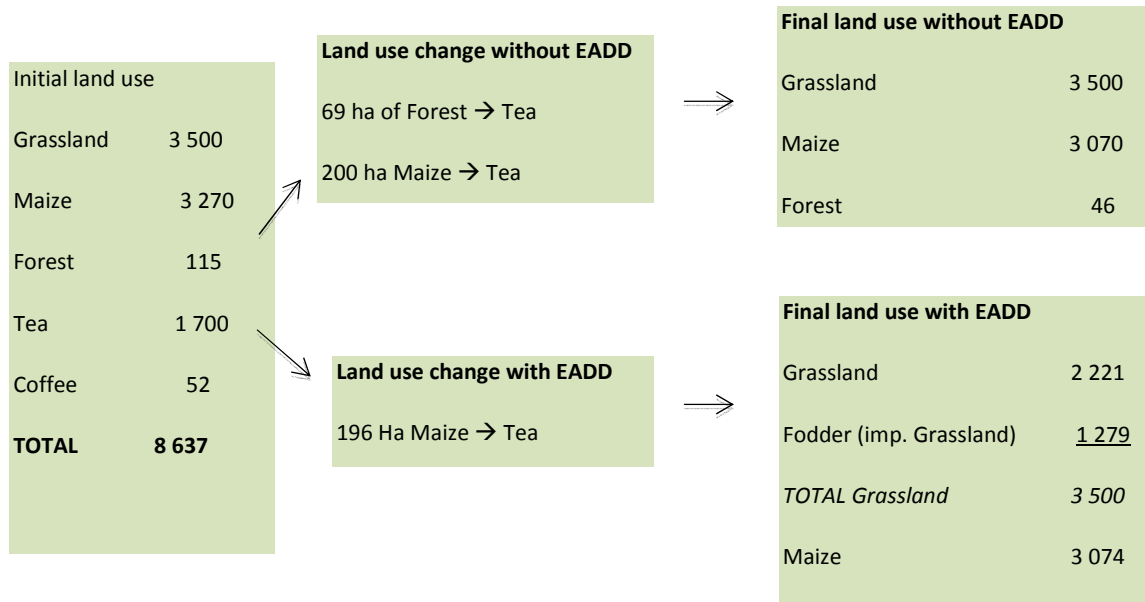 Initial land use
Grassland 3 500
Maize 3 270
Forest 115
Tea 1 700
Coffee 52
TOTAL 8 637
Land use change without EADD
69 ha of Forest → Tea
200 ha Maize → Tea
Final land use without EADD
Grassland 3 500
Maize 3 070
Forest 46
Land use change with EADD
196 Ha Maize → Tea
Final land use with EADD
Grassland 2 221
Fodder (imp. Grassland) 1 279
TOTAL Grassland 3 500
Maize 3 074